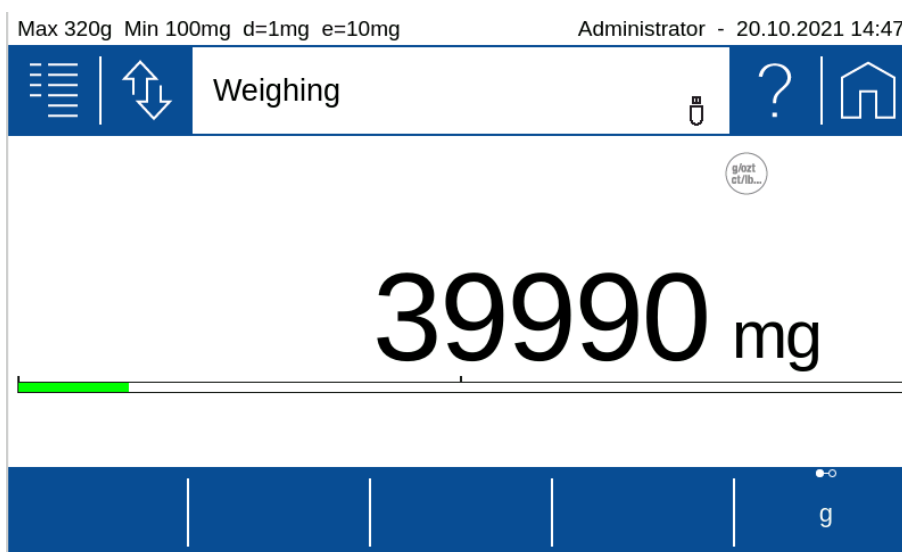 Max 320g Min 100mg d=1mg e=10mg Administrator - 20.10.2021 14:47
Weighing ?
g/ozt
ct/lb...
39990 mg
g